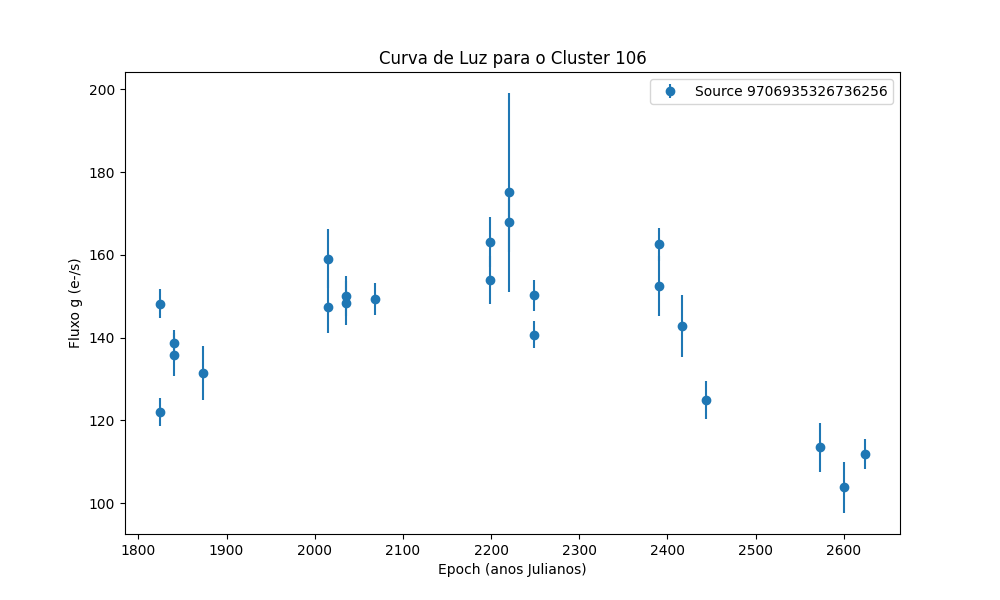 Curva de Luz para o Cluster 106
Source 9706935326736256
200
180
160
140
120
100
Fluxo g (e-/s)
1800 1900 2000 2100 2200 2300 2400 2500 2600
Epoch (anos Julianos)